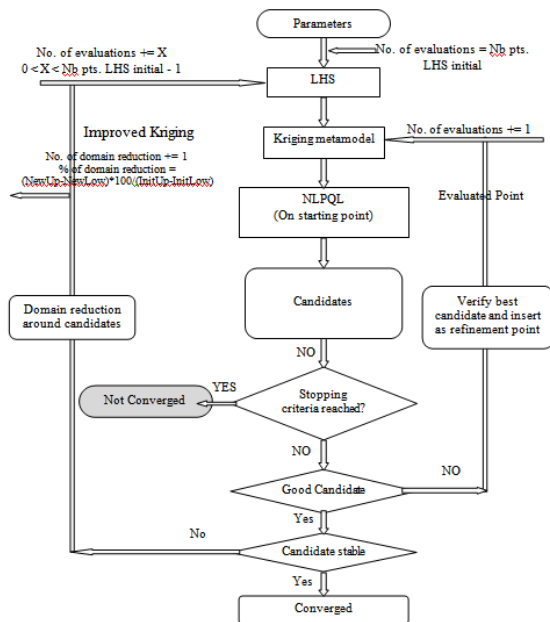 Parameters
No. of evaluations += X
0 < X < Nb pts. LHS initial - 1
No. of evaluations = Nb pts.
LHS initial
LHS
Improved Kriging
Kriging metamodel
No. of evaluations += 1
No. of domain reduction += 1
% of domain reduction =
(NewUp-NewLow)*100/(InitUp-InitLow)
NLPQL
(On starting point)
Evaluated Point
Candidates
Domain reduction
around candidates
Verify best
candidate and insert
as refinement point
NO
Not Converged
YES
Stopping
criteria reached?
NO
Good Candidate
NO
Yes
No
Candidate stable
Yes
Converged